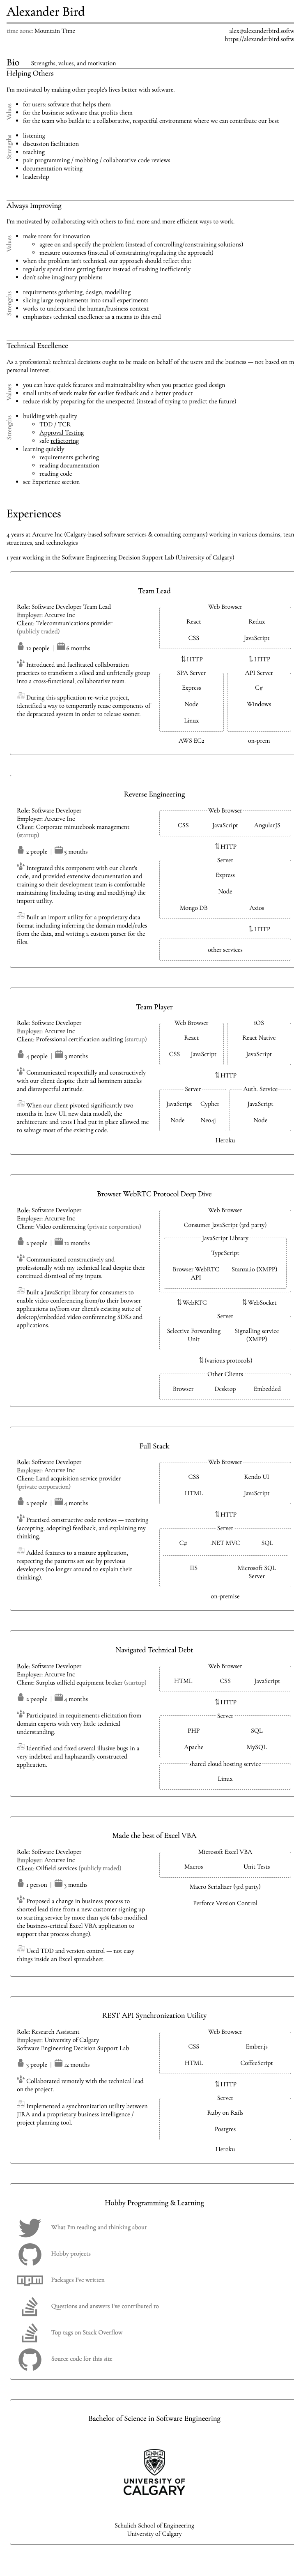 Alexander Bird
time zone: Mountain Time
alex@alexanderbird.softw
https://alexanderbird.softw
Bio Strengths, values, and motivation
Helping Others
I'm motivated by making other people's lives better with software.
Values
for users: software that helps them
for the business: software that profits them
for the team who builds it: a collaborative, respectful environment where we can contribute our best
Strengths
listening
discussion facilitation
teaching
pair programming / mobbing / collaborative code reviews
documentation writing
leadership
Always Improving
I'm motivated by collaborating with others to find more and more efficient ways to work.
Values
make room for innovation
agree on and specify the problem (instead of controlling/constraining solutions)
measure outcomes (instead of constraining/regulating the approach)
when the problem isn't technical, our approach should reflect that
regularly spend time getting faster instead of rushing inefficiently
don't solve imaginary problems
Strengths
requirements gathering, design, modelling
slicing large requirements into small experiments
works to understand the human/business context
emphasizes technical excellence as a means to this end
Technical Excellence
As a professional: technical decisions ought to be made on behalf of the users and the business — not based on m
personal interest.
Values
you can have quick features and maintainability when you practice good design
small units of work make for earlier feedback and a better product
reduce risk by preparing for the unexpected (instead of trying to predict the future)
Strengths
building with quality
TDD / TCR
Approval Testing
safe refactoring
learning quickly
requirements gathering
reading documentation
reading code
see Experience section
Experiences
4 years at Arcurve Inc (Calgary-based software services & consulting company) working in various domains, team
structures, and technologies
1 year working in the Software Engineering Decision Support Lab (University of Calgary)
Team Lead
Role: Software Developer Team Lead
Employer: Arcurve Inc
Client: Telecommunications provider
(publicly traded)
12 people | 6 months
Introduced and facilitated collaboration
practices to transform a siloed and unfriendly group
into a cross-functional, collaborative team.
During this application re-write project,
identified a way to temporarily reuse components of
the depracated system in order to release sooner.
Web Browser
React Redux
CSS JavaScript
⇅ HTTP ⇅ HTTP
SPA Server API Server
Express C#
Node Windows
Linux
AWS EC2 on-prem
Reverse Engineering
Role: Software Developer
Employer: Arcurve Inc
Client: Corporate minutebook management
(startup)
2 people | 5 months
Integrated this component with our client's
code, and provided extensive documentation and
training so their development team is comfortable
maintaining (including testing and modifying) the
import utility.
Built an import utility for a proprietary data
format including inferring the domain model/rules
from the data, and writing a custom parser for the
files.
Web Browser
CSS JavaScript AngularJS
⇅ HTTP
Server
Express
Node
Mongo DB Axios
⇅ HTTP
other services
Team Player
Role: Software Developer
Employer: Arcurve Inc
Client: Professional certification auditing (startup)
4 people | 3 months
Communicated respectfully and constructively
with our client despite their ad hominem attacks
and disrespectful attitude.
When our client pivoted significantly two
months in (new UI, new data model), the
architecture and tests I had put in place allowed me
to salvage most of the existing code.
Web Browser iOS
React React Native
CSS JavaScript JavaScript
⇅ HTTP
Server Auth. Service
JavaScript Cypher JavaScript
Node Neo4j Node
Heroku
Browser WebRTC Protocol Deep Dive
Role: Software Developer
Employer: Arcurve Inc
Client: Video conferencing (private corporation)
2 people | 12 months
Communicated constructively and
professionally with my technical lead despite their
continued dismissal of my inputs.
Built a JavaScript library for consumers to
enable video conferencing from/to their browser
applications to/from our client's existing suite of
desktop/embedded video conferencing SDKs and
applications.
Web Browser
Consumer JavaScript (3rd party)
JavaScript Library
TypeScript
Browser WebRTC Stanza.io (XMPP)
API
⇅ WebRTC ⇅ WebSocket
Server
Selective Forwarding Signalling service
Unit (XMPP)
⇅ (various protocols)
Other Clients
Browser Desktop Embedded
Full Stack
Role: Software Developer
Employer: Arcurve Inc
Client: Land acquisition service provider
(private corporation)
2 people | 4 months
Practised constructive code reviews — receiving
(accepting, adopting) feedback, and explaining my
thinking.
Added features to a mature application,
respecting the patterns set out by previous
developers (no longer around to explain their
thinking).
Web Browser
CSS Kendo UI
HTML JavaScript
⇅ HTTP
Server
C# .NET MVC SQL
IIS Microsoft SQL
Server
on-premise
Navigated Technical Debt
Role: Software Developer
Employer: Arcurve Inc
Client: Surplus oilfield equipment broker (startup)
2 people | 4 months
Participated in requirements elicitation from
domain experts with very little technical
understanding.
Identified and fixed several illusive bugs in a
very indebted and haphazardly constructed
application.
Web Browser
HTML CSS JavaScript
⇅ HTTP
Server
PHP SQL
Apache MySQL
shared cloud hosting service
Linux
Made the best of Excel VBA
Role: Software Developer
Employer: Arcurve Inc
Client: Oilfield services (publicly traded)
1 person | 3 months
Proposed a change in business process to
shorted lead time from a new customer signing up
to starting service by more than 50% (also modified
the business-critical Excel VBA application to
support that process change).
Used TDD and version control — not easy
things inside an Excel spreadsheet.
Microsoft Excel VBA
Macros Unit Tests
Macro Serializer (3rd party)
Perforce Version Control
REST API Synchronization Utility
Role: Research Assistant
Employer: University of Calgary
Software Engineering Decision Support Lab
3 people | 12 months
Collaborated remotely with the technical lead
on the project.
Implemented a synchronization utility between
JIRA and a proprietary business intelligence /
project planning tool.
Web Browser
CSS Ember.js
HTML CoffeeScript
⇅ HTTP
Server
Ruby on Rails
Postgres
Heroku
Hobby Programming & Learning
What I'm reading and thinking about
Hobby projects
npm Packages I've written
Questions and answers I've contributed to
Top tags on Stack Overflow
Source code for this site
Bachelor of Science in Software Engineering
UNIVERSITY OF
CALGARY
Schulich School of Engineering
University of Calgary